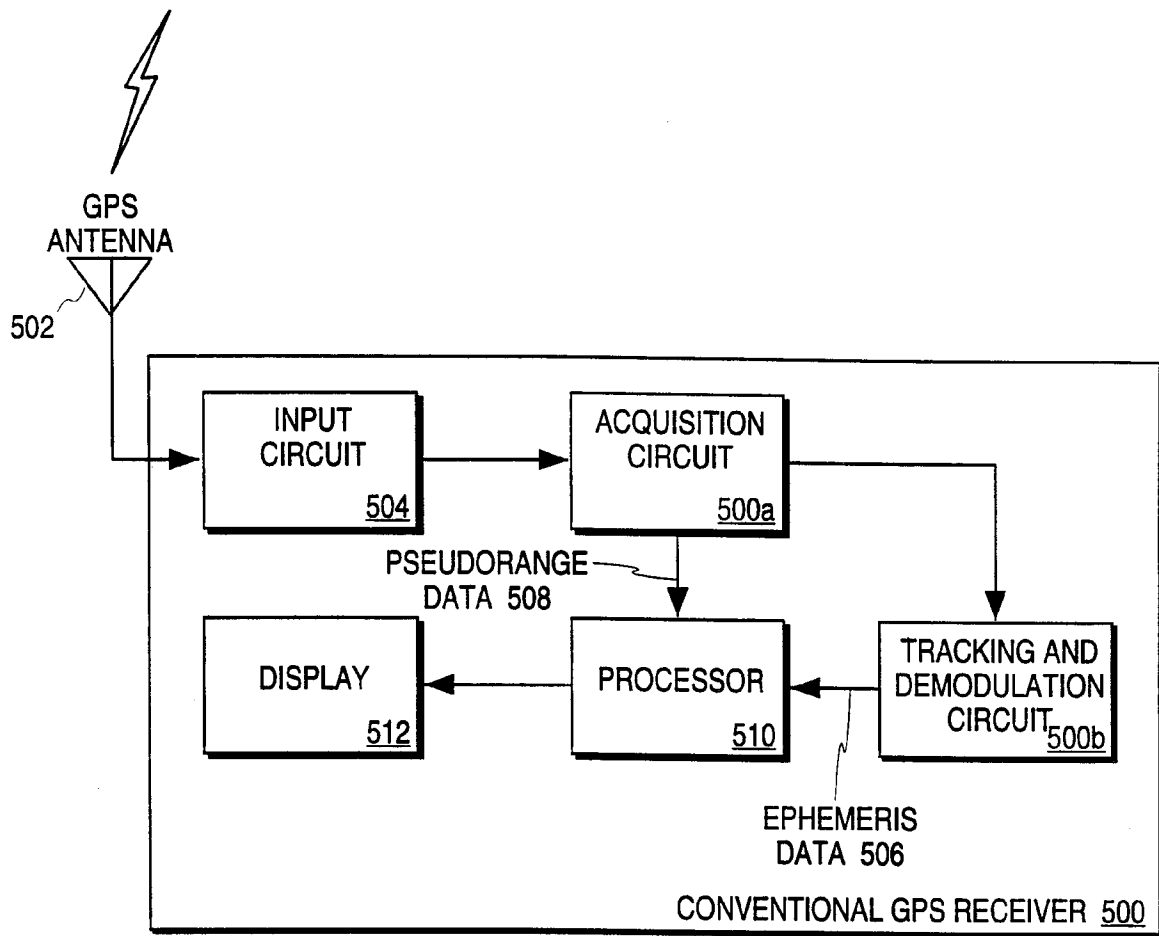 GPS
ANTENNA
502
INPUT
CIRCUIT
504
ACQUISITION
CIRCUIT
500a
PSEUDORANGE
DATA 508
DISPLAY
512
PROCESSOR
510
TRACKING AND
DEMODULATION
CIRCUIT
500b
EPHEMERIS
DATA 506
CONVENTIONAL GPS RECEIVER 500